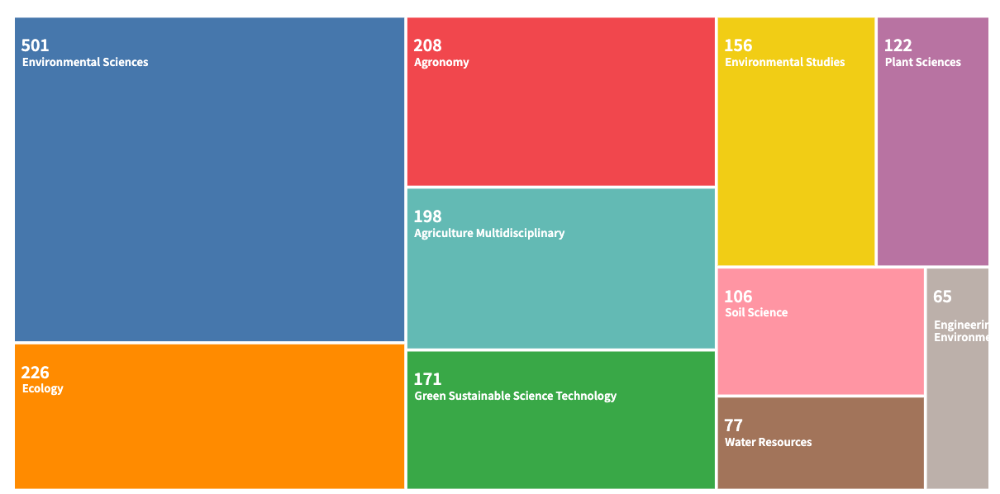 501
Environmental Sciences
226
Ecology
208
Agronomy
198
Agriculture Multidisciplinary
171
Green Sustainable Science Technology
156
Environmental Studies
122
Plant Sciences
106
Soil Science
77
Water Resources
65